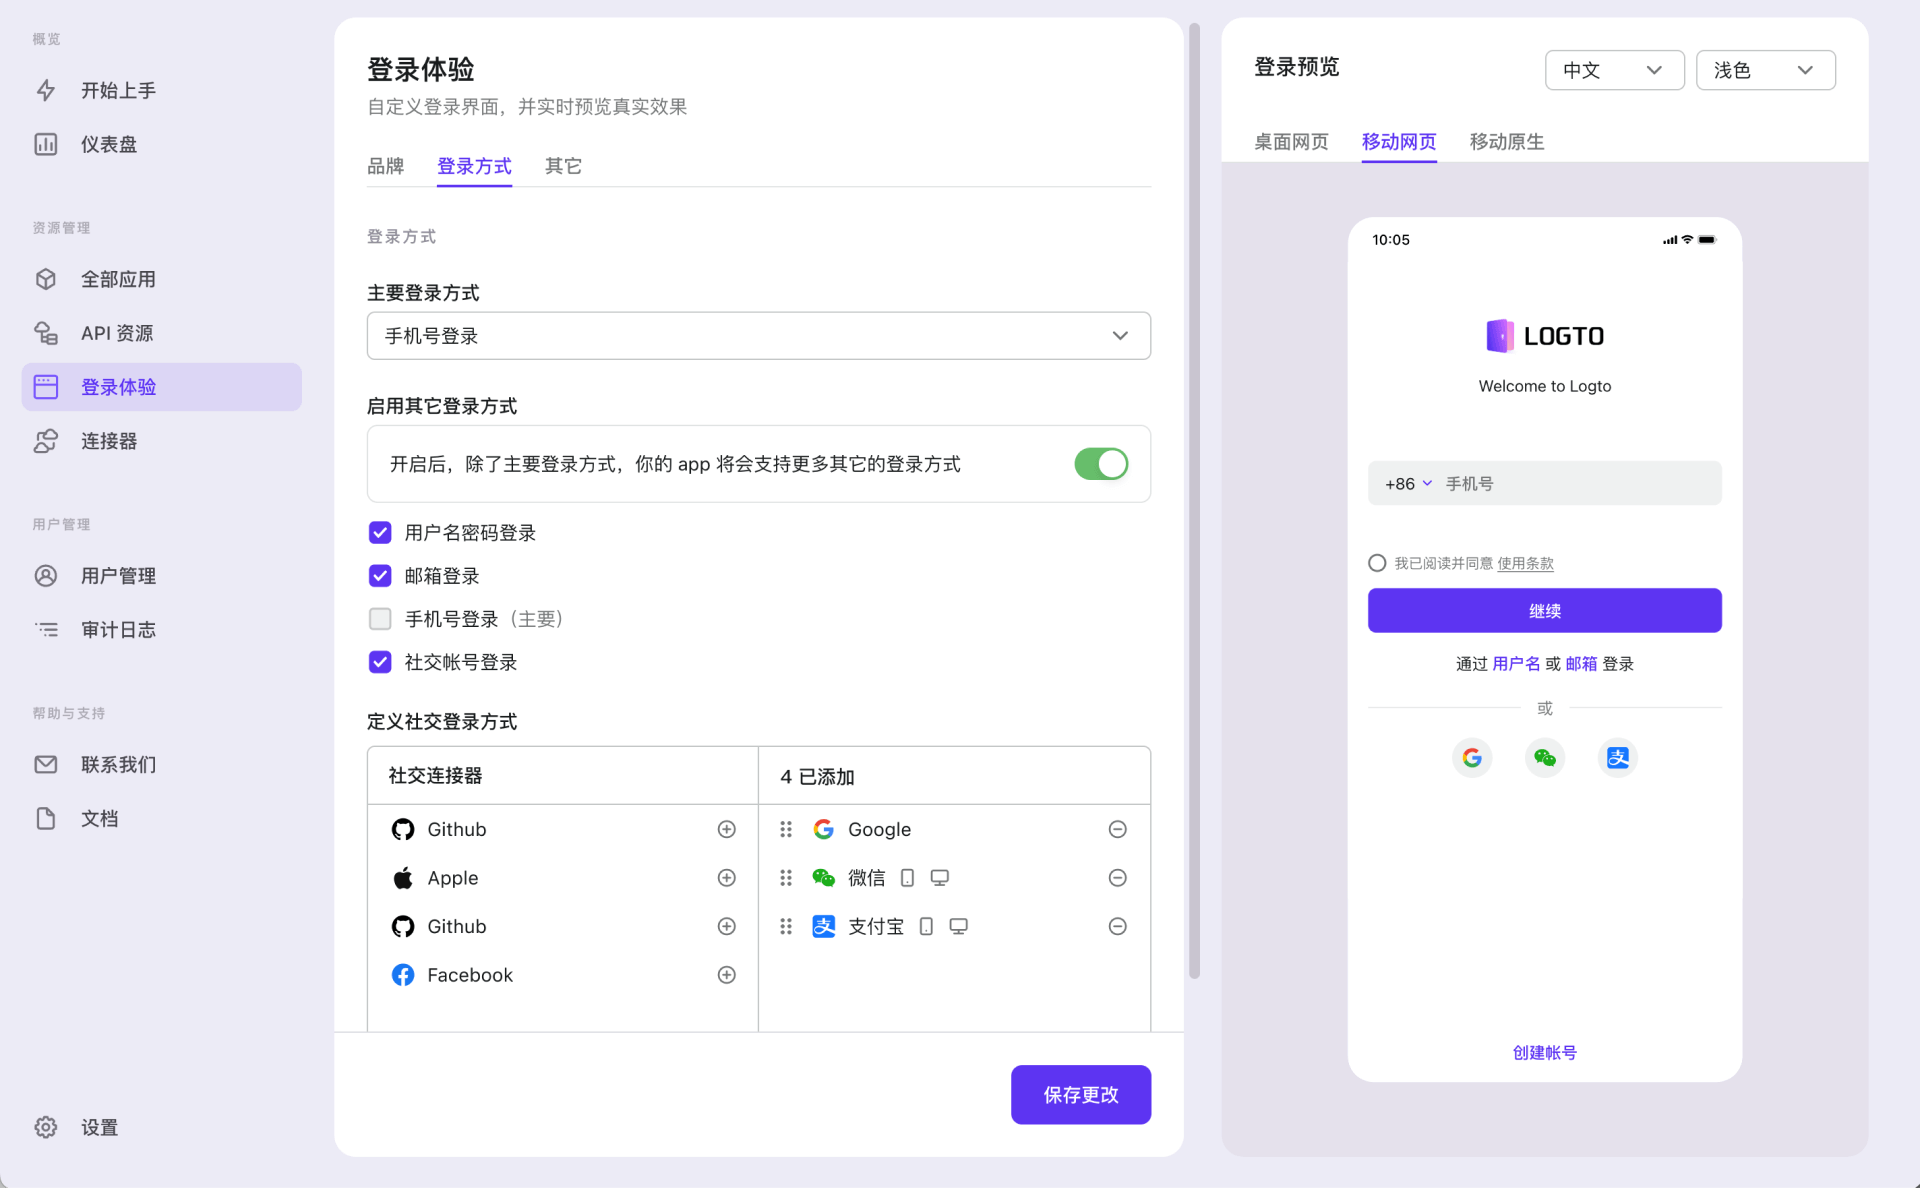 概览
开始上手
仪表盘
资源管理
全部应用
API 资源
登录体验
连接器
用户管理
用户管理
审计日志
帮助与支持
联系我们
文档
设置
登录体验
自定义登录界面，并实时预览真实效果
品牌 登录方式 其它
登录方式
主要登录方式
手机号登录
启用其它登录方式
开启后，除了主要登录方式，你的 app 将会支持更多其它的登录方式
用户名密码登录
邮箱登录
手机号登录（主要）
社交帐号登录
定义社交登录方式
社交连接器
Github
Apple
Github
Facebook
4 已添加
Google
微信
支付宝
保存更改
登录预览
中文
浅色
桌面网页 移动网页 移动原生
10:05
LOGTO
Welcome to Logto
+86 手机号
我已阅读并同意 使用条款
继续
通过 用户名 或 邮箱 登录
或
支
创建帐号